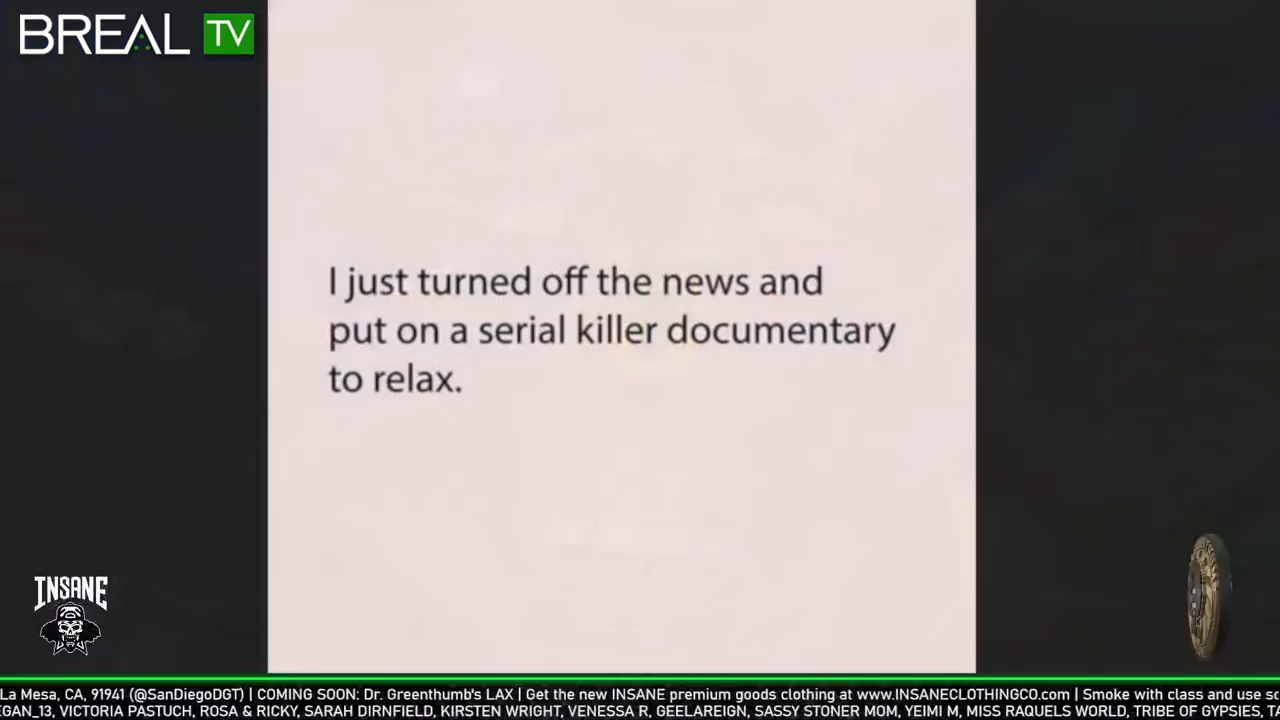 BREAL TV
I just turned off the news and
put on a serial killer documentary
to relax.
INSANE
La Mesa, CA, 91941 (@SanDiegoDGT) | COMING SOON: Dr. Greenthumb's LAX | Get the new INSANE premium goods clothing at www.INSANECLOTHINGCO.com | Smoke with class and use
EGAN_13, VICTORIA PASTUCH, ROSA & RICKY, SARAH DIRNFIELD, KIRSTEN WRIGHT, VENESSA R, GEELAREIGN, SASSY STONER MOM, YEIMI M, MISS RAQUELS WORLD, TRIBE OF GYPSIES,